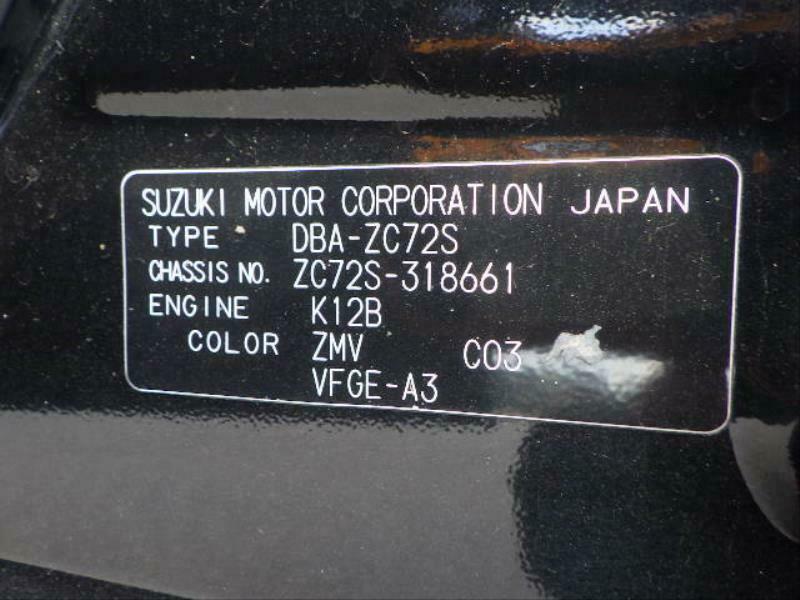 SUZUKI MOTOR CORPORATION JAPAN
TYPE DBA-ZC72S
CHASSIS NO. ZC72S-318661
ENGINE K12B
COLOR ZMV C03
VFGE-A3